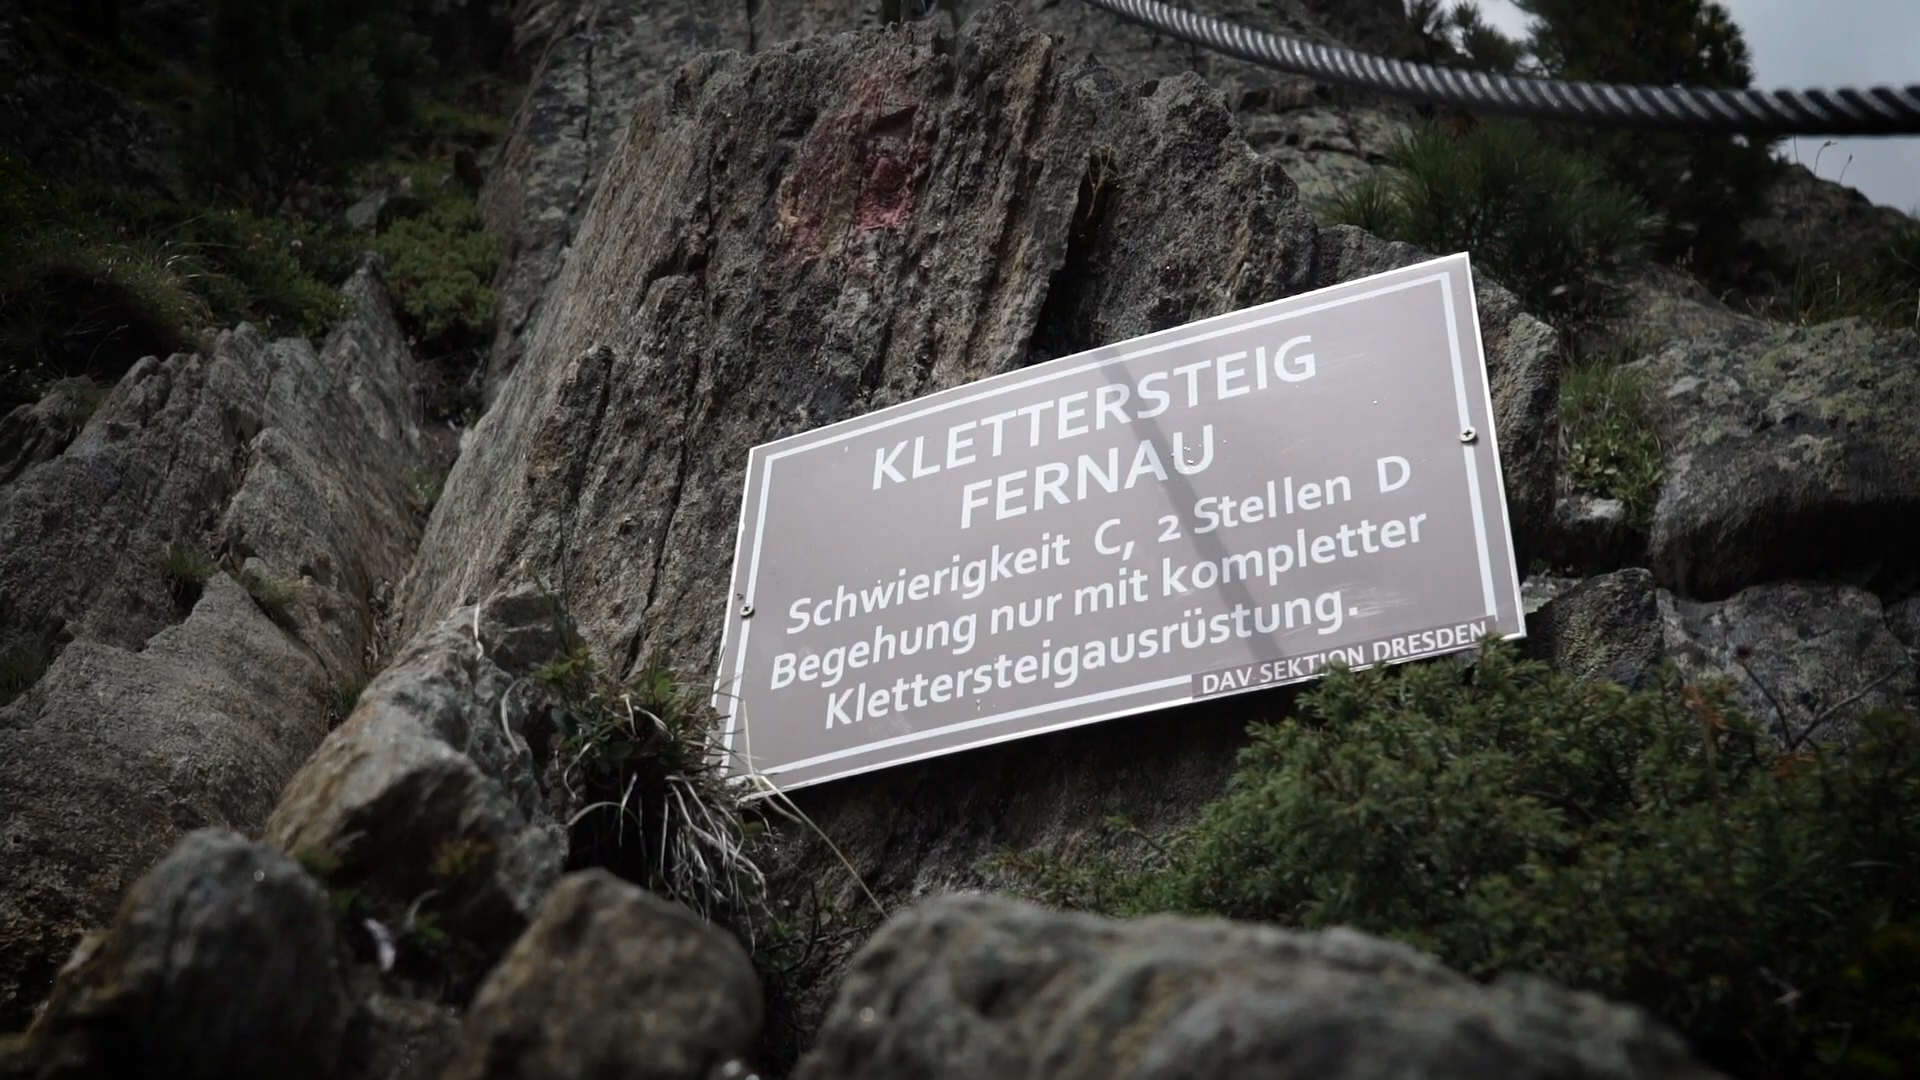 KLETTERSTEIG
FERNAU
Schwierigkeit C, 2 Stellen D
Begehung nur mit kompletter
Klettersteigausrüstung.
DAV SEKTION DRESDEN